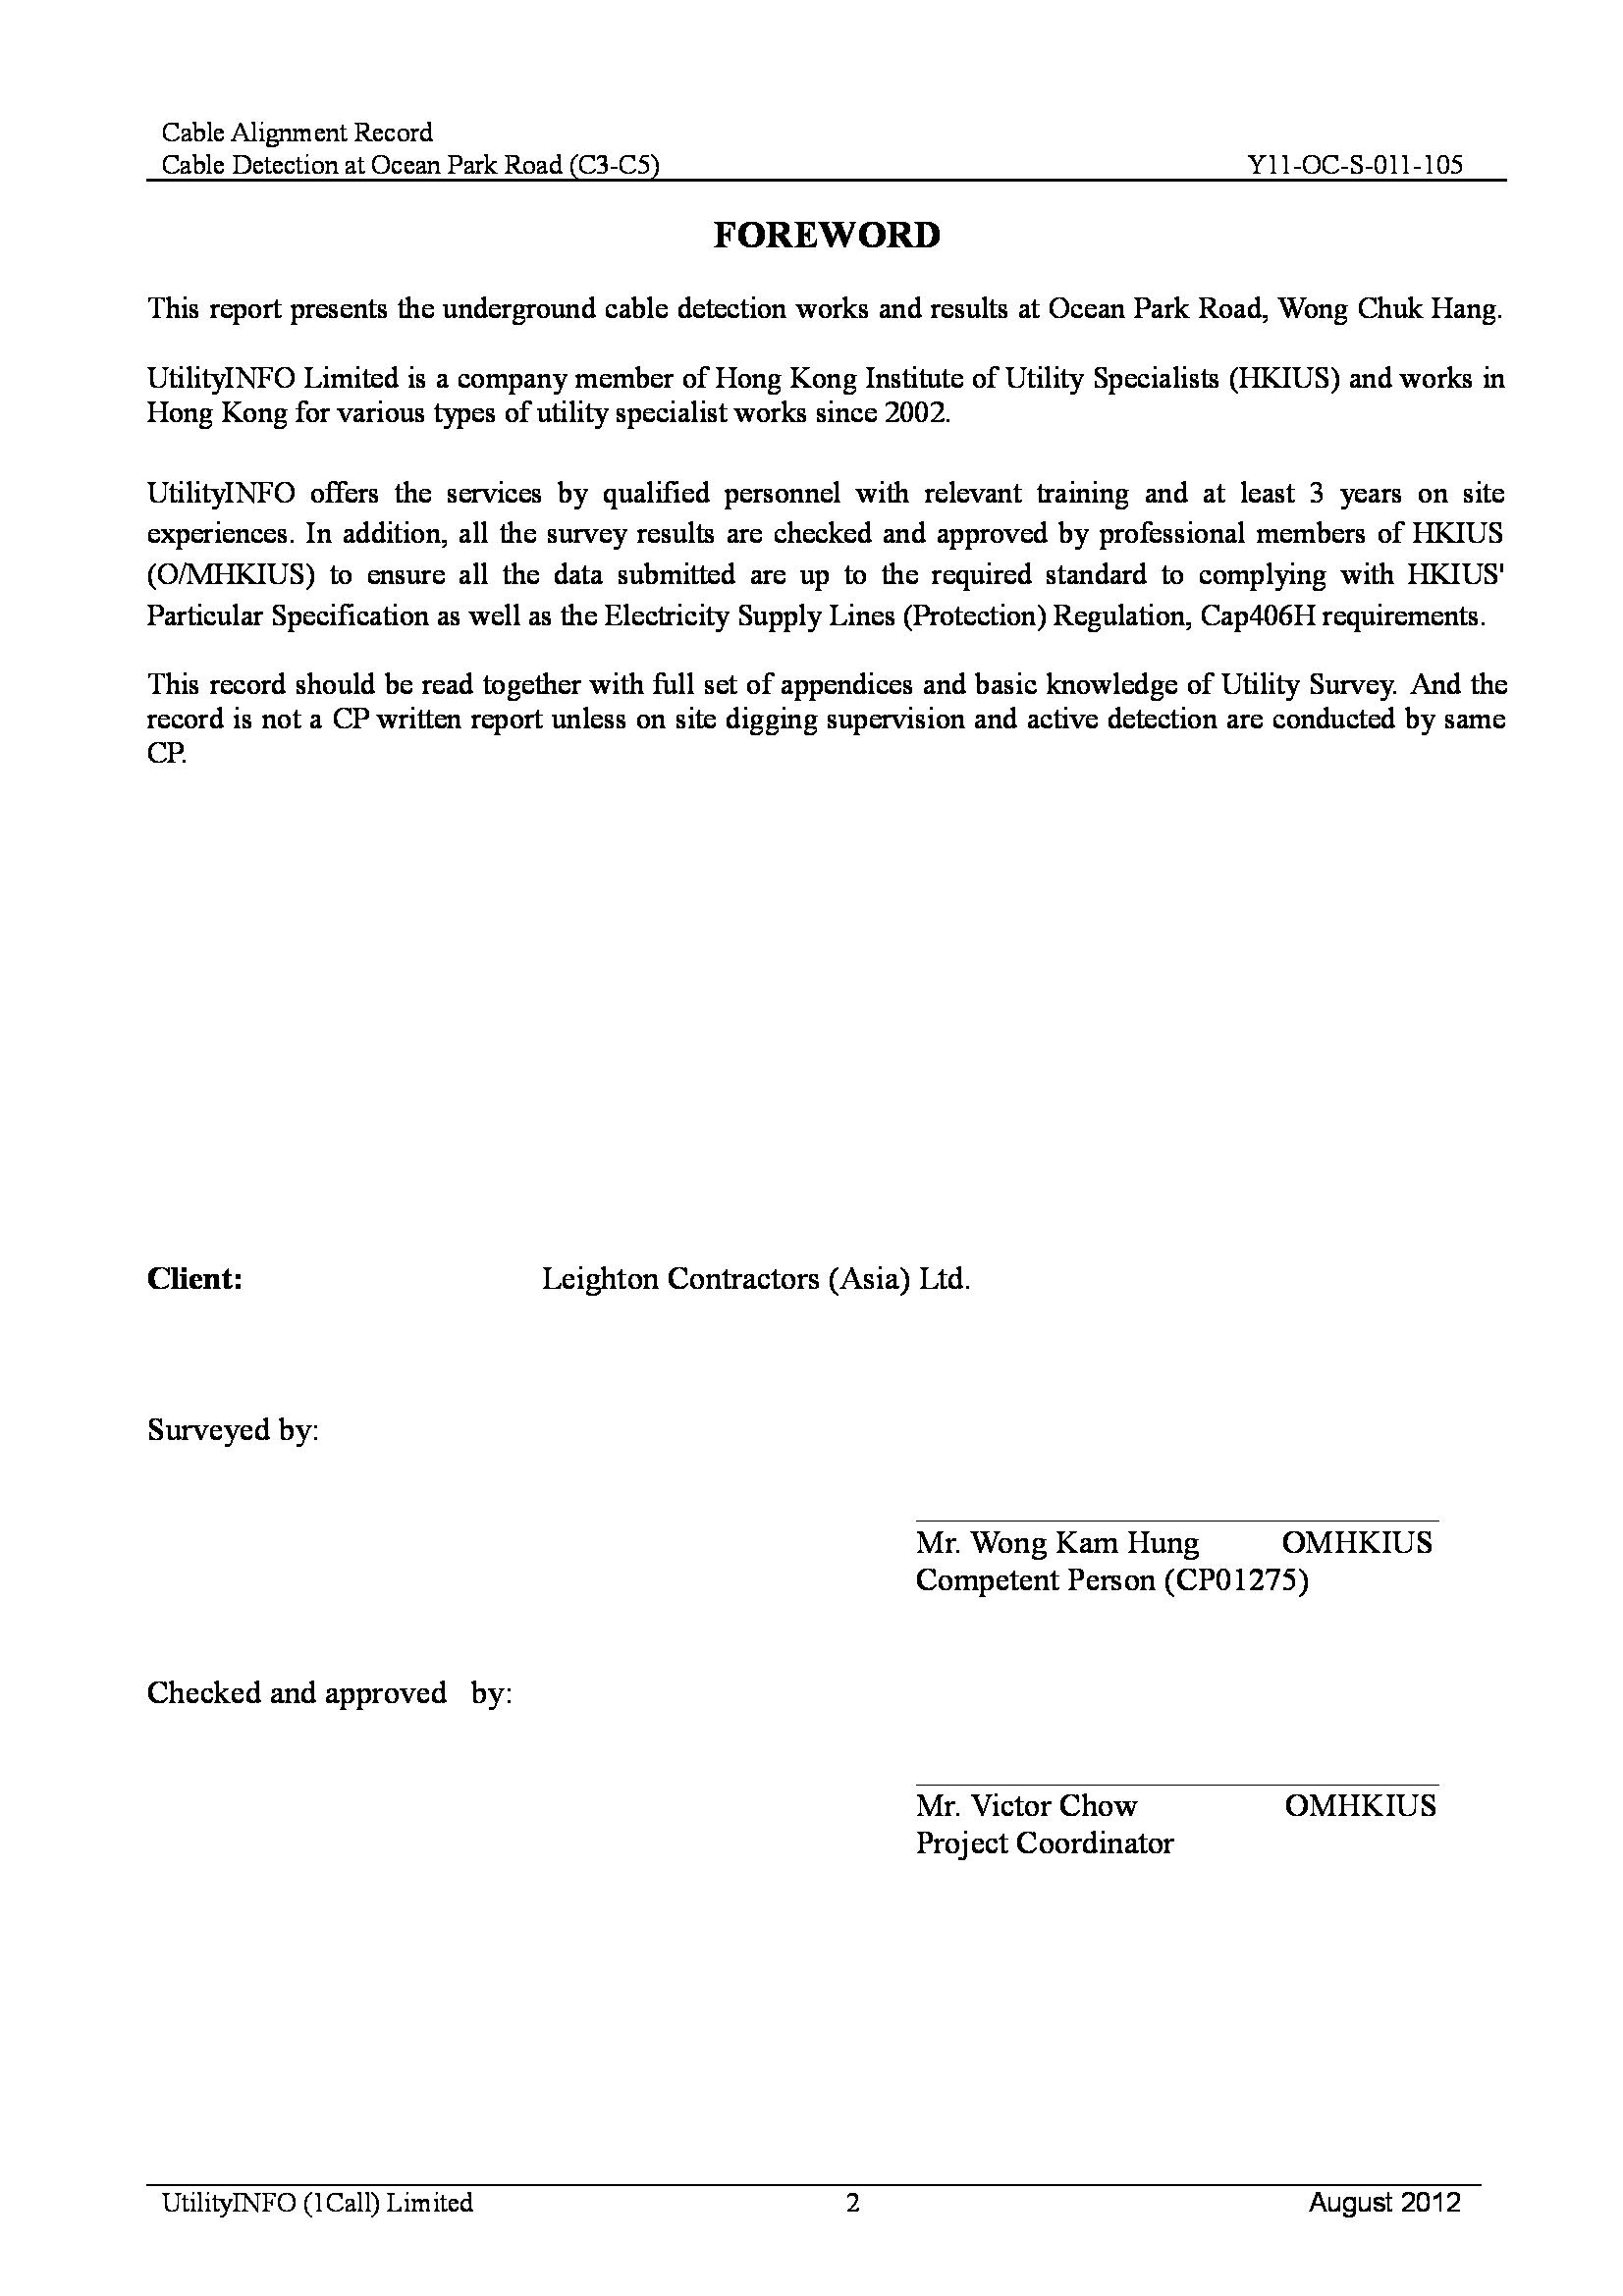 Cable Alignment Record
Cable Detection at Ocean Park Road (C3-C5) Y11-OC-S-011-105
FOREWORD
This report presents the underground cable detection works and results at Ocean Park Road, Wong Chuk Hang.
UtilityINFO Limited is a company member of Hong Kong Institute of Utility Specialists (HKIUS) and works in
Hong Kong for various types of utility specialist works since 2002.
UtilityINFO offers the services by qualified personnel with relevant training and at least 3 years on site
experiences. In addition, all the survey results are checked and approved by professional members of HKIUS
(O/MHKIUS) to ensure all the data submitted are up to the required standard to complying with HKIUS'
Particular Specification as well as the Electricity Supply Lines (Protection) Regulation, Cap406H requirements.
This record should be read together with full set of appendices and basic knowledge of Utility Survey. And the
record is not a CP written report unless on site digging supervision and active detection are conducted by same
CP.
Client: Leighton Contractors (Asia) Ltd.
Surveyed by:
Mr. Wong Kam Hung OMHKIUS
Competent Person (CP01275)
Checked and approved by:
Mr. Victor Chow OMHKIUS
Project Coordinator
UtilityINFO (1Call) Limited 2 August 2012